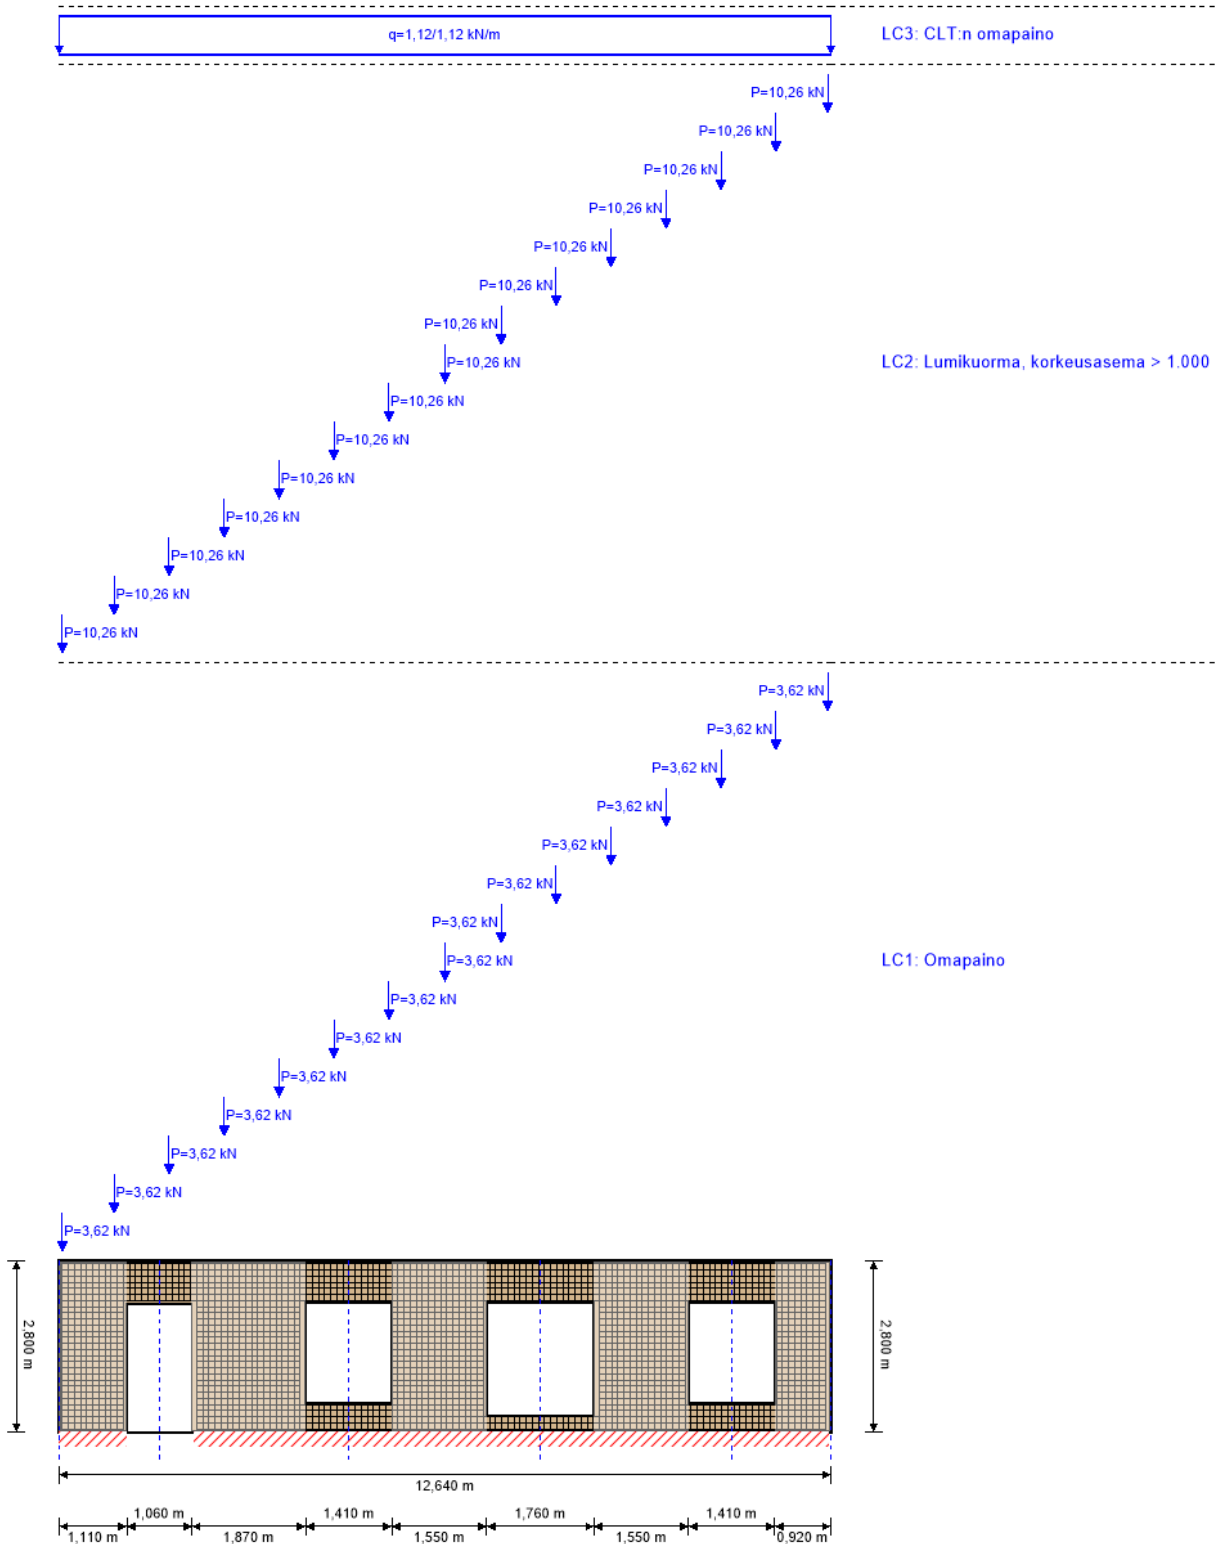 q=1,12/1,12 kN/m
LC3: CLT:n omapaino
P=10,26 kN
P=10,26 kN
P=10,26 kN
P=10,26 kN
P=10,26 kN
P=10,26 kN
P=10,26 kN
P=10,26 kN
LC2: Lumikuorma, korkeusasema > 1.000
P=10,26 kN
P=10,26 kN
P=10,26 kN
P=10,26 kN
P=10,26 kN
P=10,26 kN
P=10,26 kN
P=3,62 kN
P=3,62 kN
P=3,62 kN
P=3,62 kN
P=3,62 kN
P=3,62 kN
P=3,62 kN
P=3,62 kN
LC1: Omapaino
P=3,62 kN
P=3,62 kN
P=3,62 kN
P=3,62 kN
P=3,62 kN
P=3,62 kN
P=3,62 kN
2,800 m
2,800 m
12,640 m
1,060 m
1,410 m
1,760 m
1,410 m
1,110 m
1,870 m
1,550 m
1,550 m
0,920 m